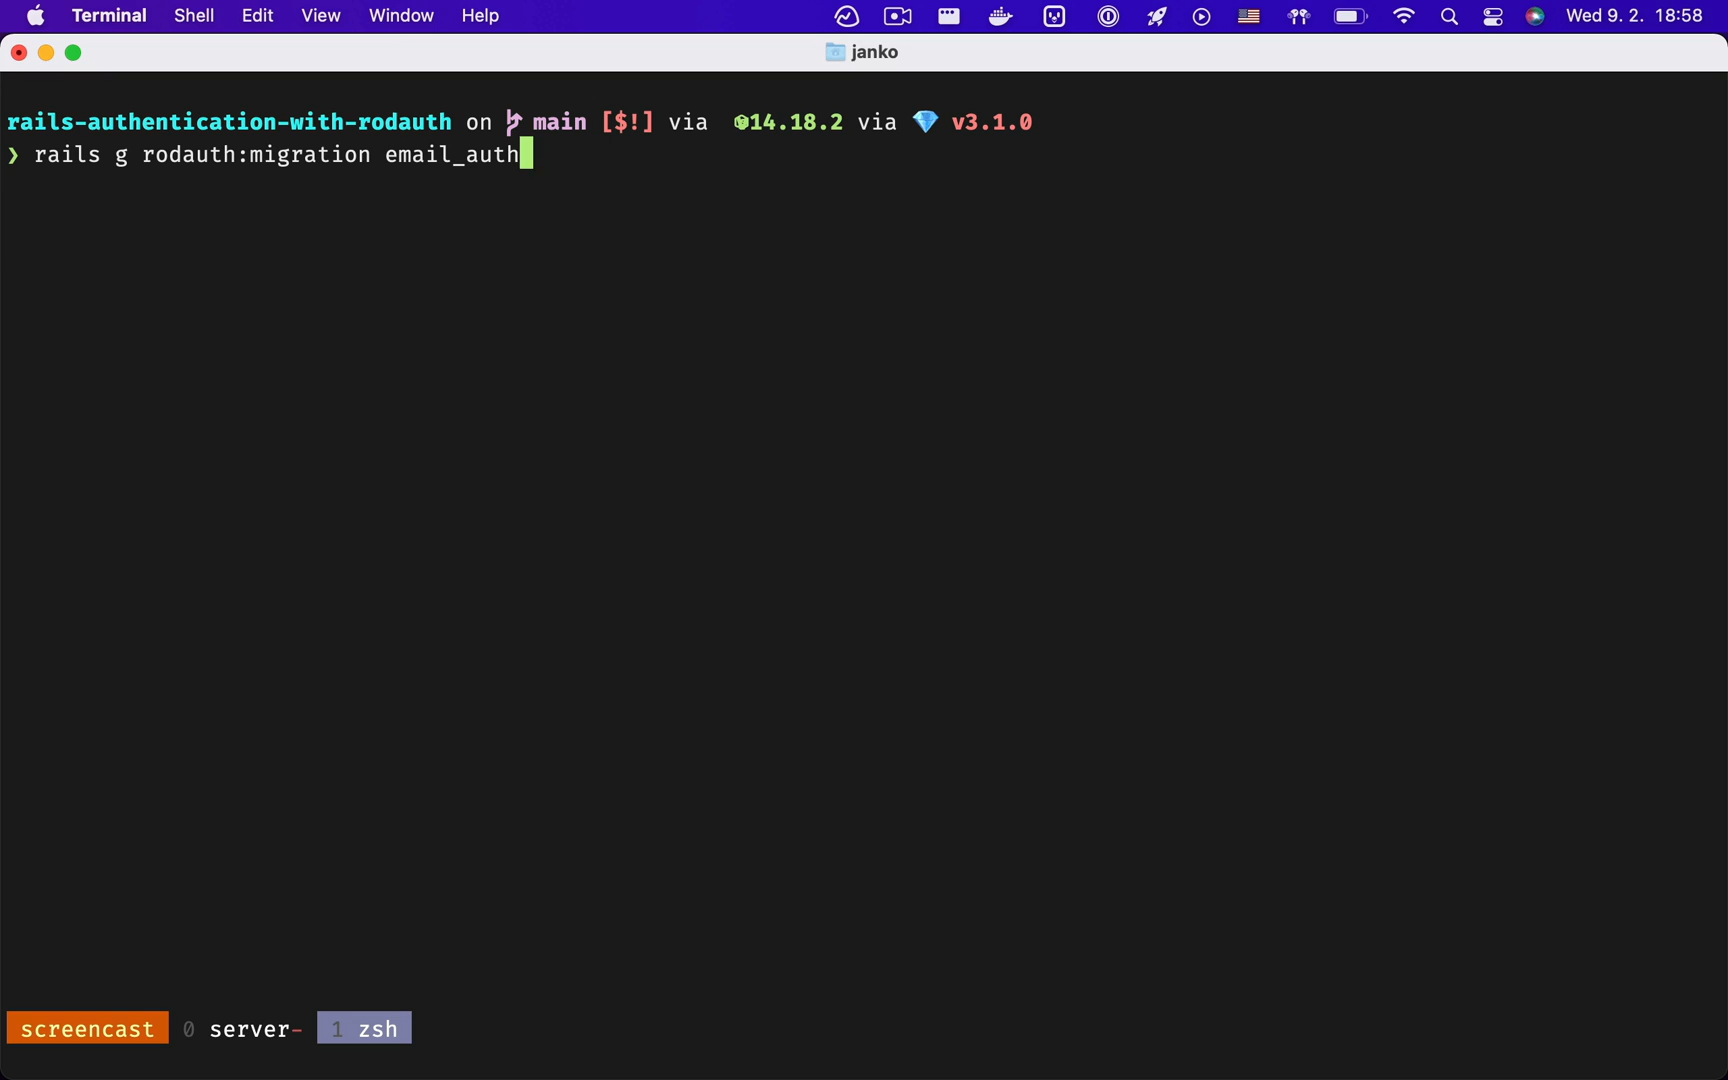 Terminal Shell Edit View Window Help Wed 9. 2. 18:58
janko
rails-authentication-with-rodauth on main [$!] via 14.18.2 via 💎 v3.1.0
❯ rails g rodauth:migration email_auth
screencast 0 server- 1 zsh